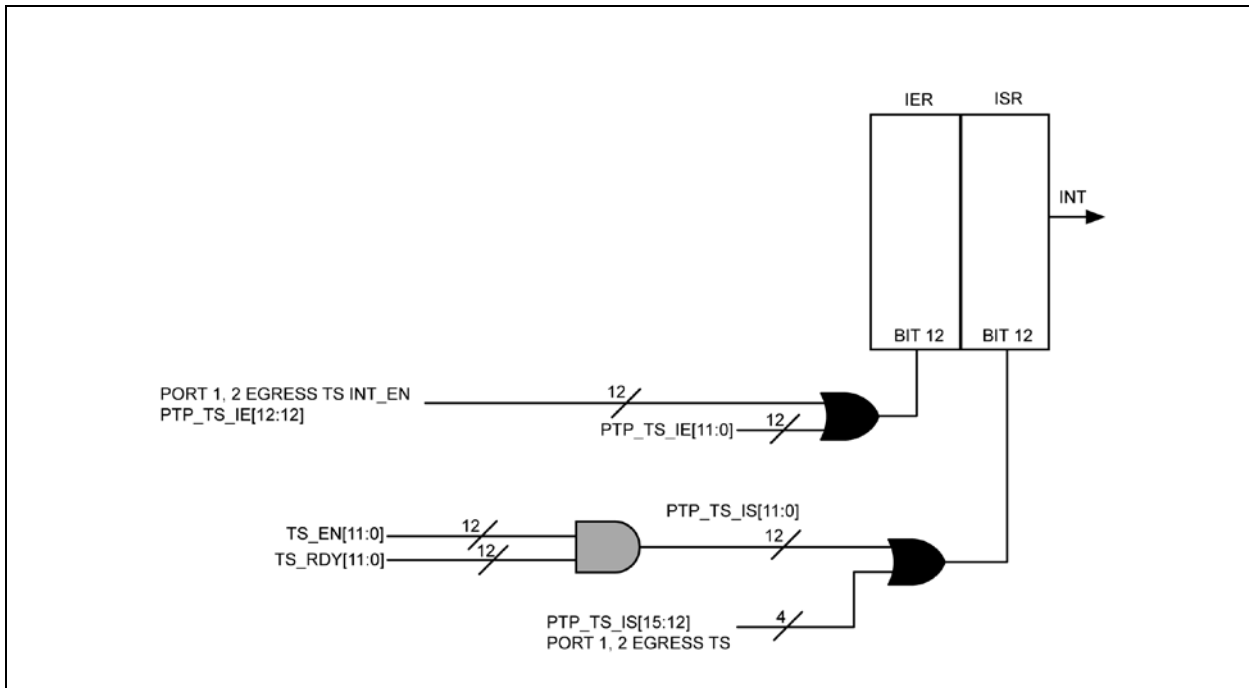 IER ISR
INT
BIT 12 BIT 12
PORT 1, 2 EGRESS TS INT_EN 12
PTP_TS_IE[12:12]
PTP_TS_IE[11:0] 12
PTP_TS_IS[11:0]
TS_EN[11:0] 12 12
TS_RDY[11:0] 12
PTP_TS_IS[15:12] 4
PORT 1, 2 EGRESS TS